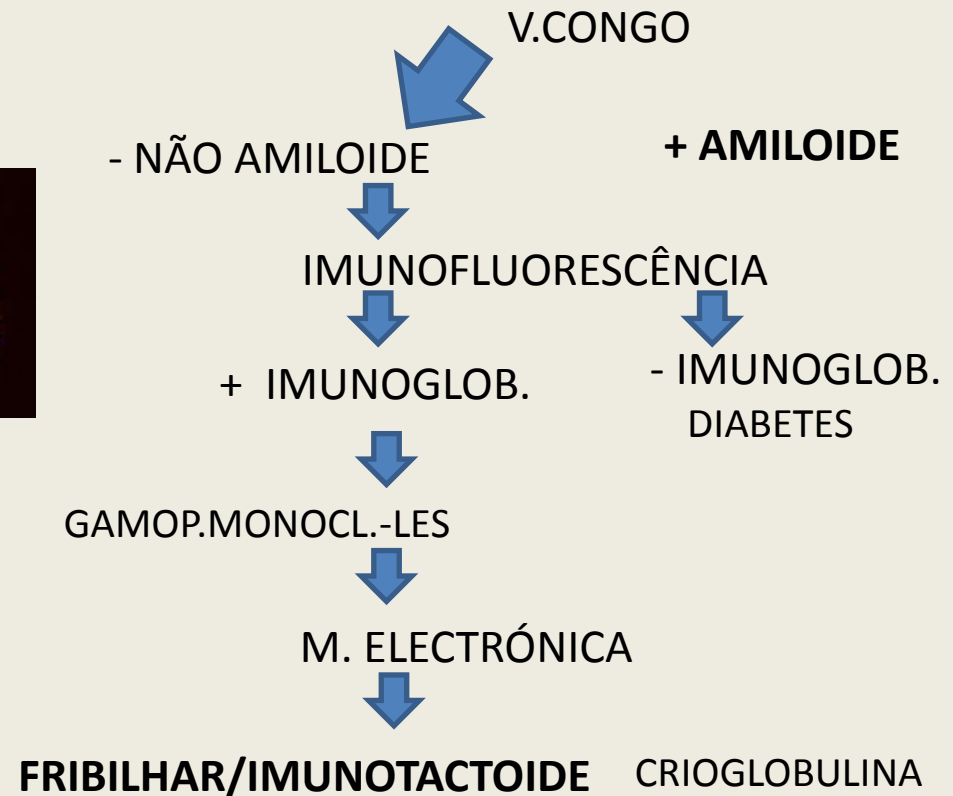 V.CONGO
- NÃO AMILOIDE
+ AMILOIDE
IMUNOFLUORESCÊNCIA
+ IMUNOGLOB.
- IMUNOGLOB.
DIABETES
GAMOP.MONOCL.-LES
M. ELECTRÓNICA
FRIBILHAR/IMUNOTACTOIDE CRIOGLOBULINA